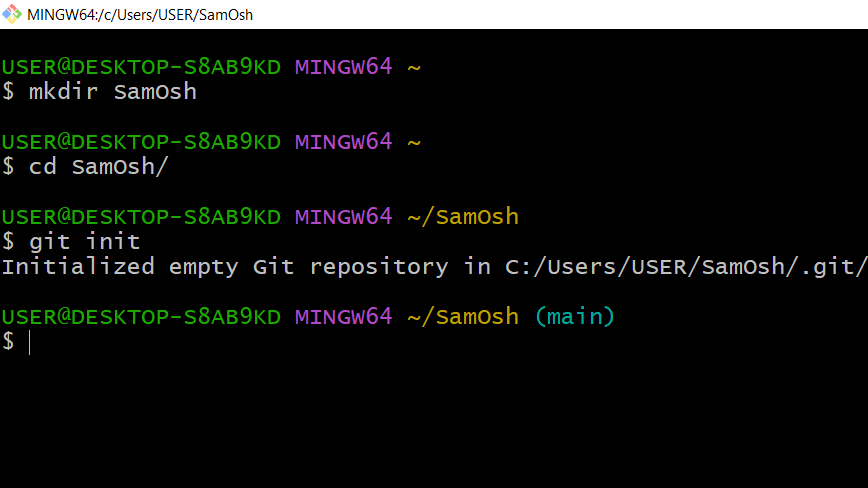 MINGW64:/c/Users/USER/SamOsh
USER@DESKTOP-S8AB9KD MINGW64 ~
$ mkdir SamOsh
USER@DESKTOP-S8AB9KD MINGW64 ~
$ cd SamOsh/
USER@DESKTOP-S8AB9KD MINGW64 ~/SamOsh
$ git init
Initialized empty Git repository in C:/Users/USER/SamOsh/.git/
USER@DESKTOP-S8AB9KD MINGW64 ~/SamOsh (main)
$